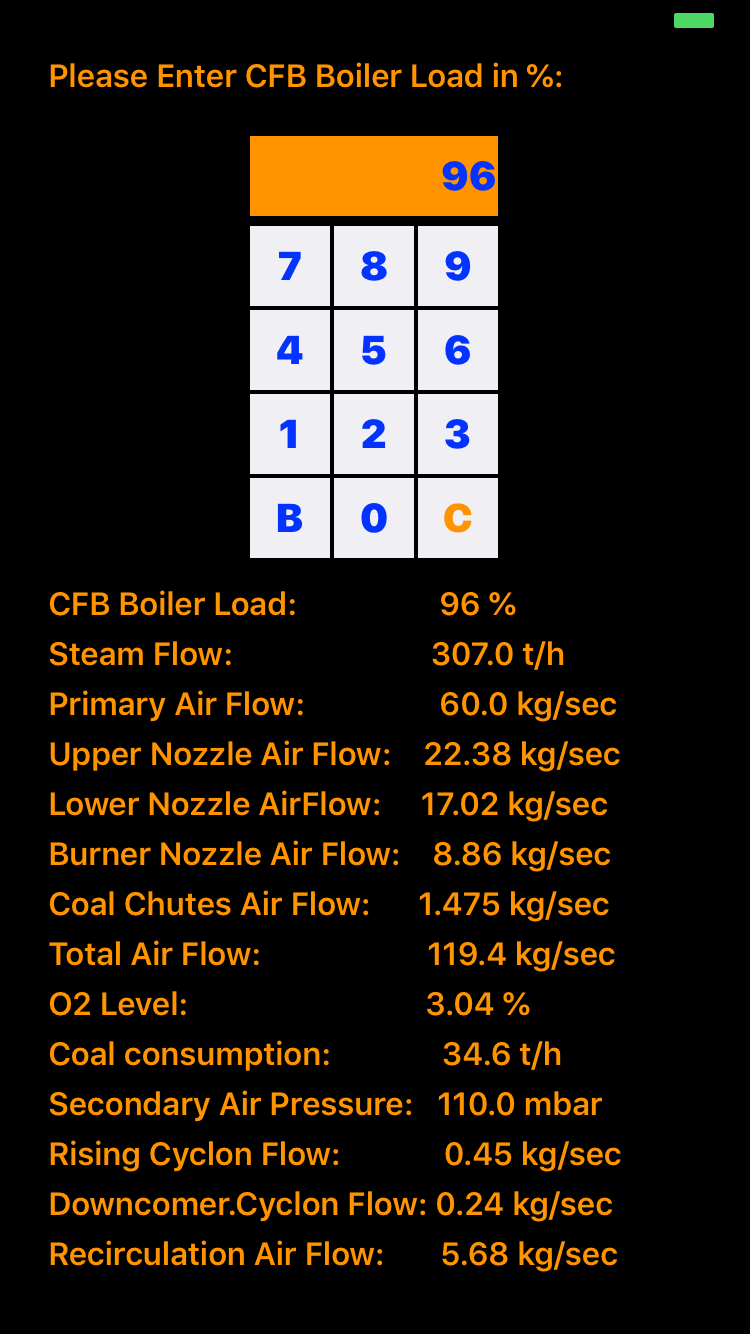 Please Enter CFB Boiler Load in %:
96
7 8 9
4 5 6
1 2 3
B 0 C
CFB Boiler Load: 96 %
Steam Flow: 307.0 t/h
Primary Air Flow: 60.0 kg/sec
Upper Nozzle Air Flow: 22.38 kg/sec
Lower Nozzle AirFlow: 17.02 kg/sec
Burner Nozzle Air Flow: 8.86 kg/sec
Coal Chutes Air Flow: 1.475 kg/sec
Total Air Flow: 119.4 kg/sec
O2 Level: 3.04 %
Coal consumption: 34.6 t/h
Secondary Air Pressure: 110.0 mbar
Rising Cyclon Flow: 0.45 kg/sec
Downcomer.Cyclon Flow: 0.24 kg/sec
Recirculation Air Flow: 5.68 kg/sec